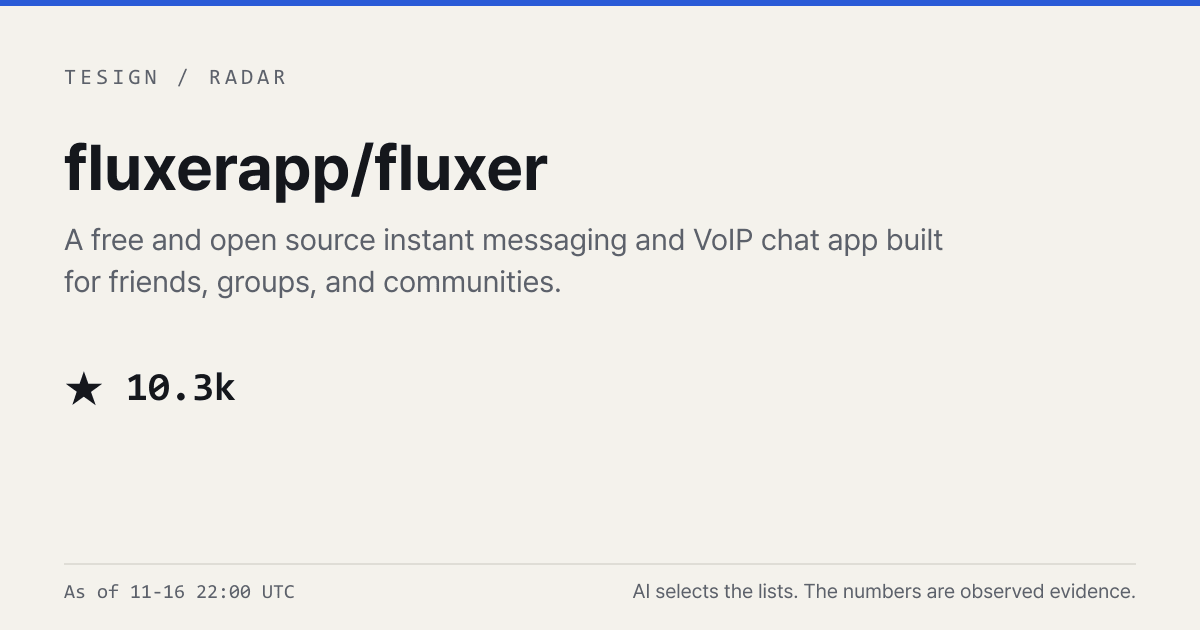 TESIGN / RADAR
fluxerapp/fluxer
A free and open source instant messaging and VoIP chat app built
for friends, groups, and communities.
★ 10.3k
As of 11-16 22:00 UTC
AI selects the lists. The numbers are observed evidence.